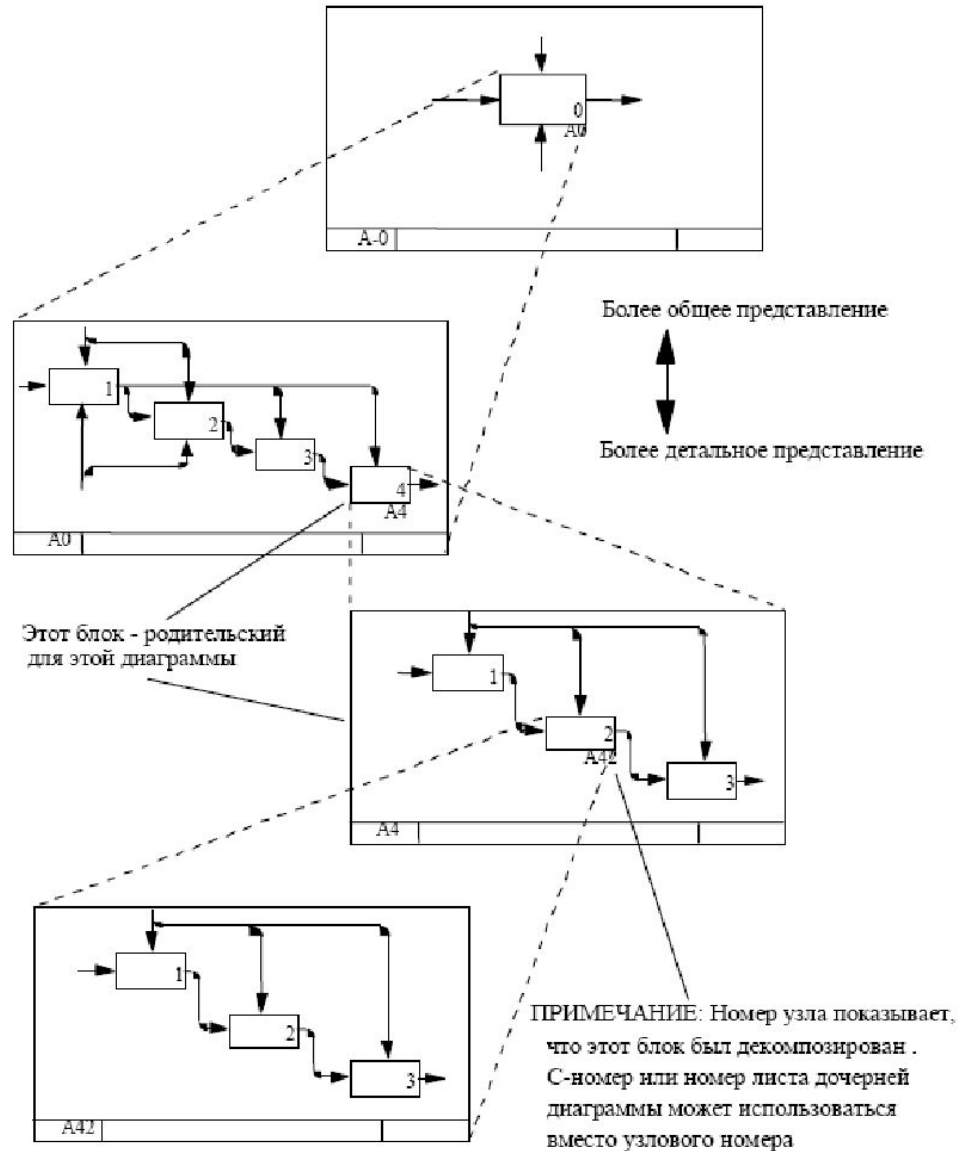 0
A0
A-0
Более общее представление
Более детальное представление
1
2
3
4
A4
A0
Этот блок - родительский
для этой диаграммы
1
2
A42
3
A4
1
2
3
A42
ПРИМЕЧАНИЕ: Номер узла показывает,
что этот блок был декомпозирован .
С-номер или номер листа дочерней
диаграммы может использоваться
вместо узлового номера